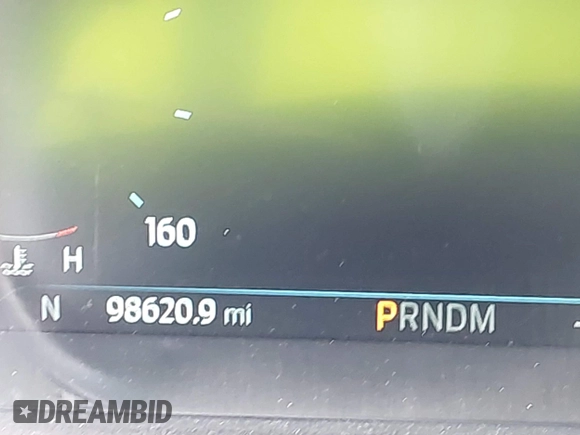 160
H
N 98620.9 mi PRNDM
DREAMBID